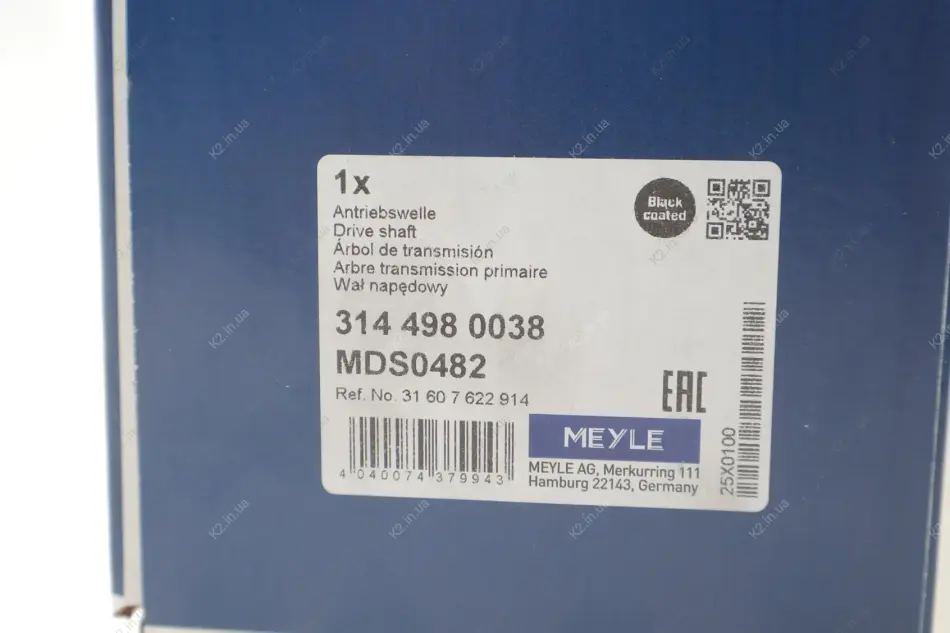 1x
Antriebswelle
Drive shaft
Árbol de transmisión
Arbre transmission primaire
Wał napędowy
Black
coated
314 498 0038
MDS0482
Ref. No. 31 60 7 622 914
EAC
4 040074 379943
MEYLE
MEYLE AG, Merkurring 111
Hamburg 22143, Germany
25X0100
K2.in.ua